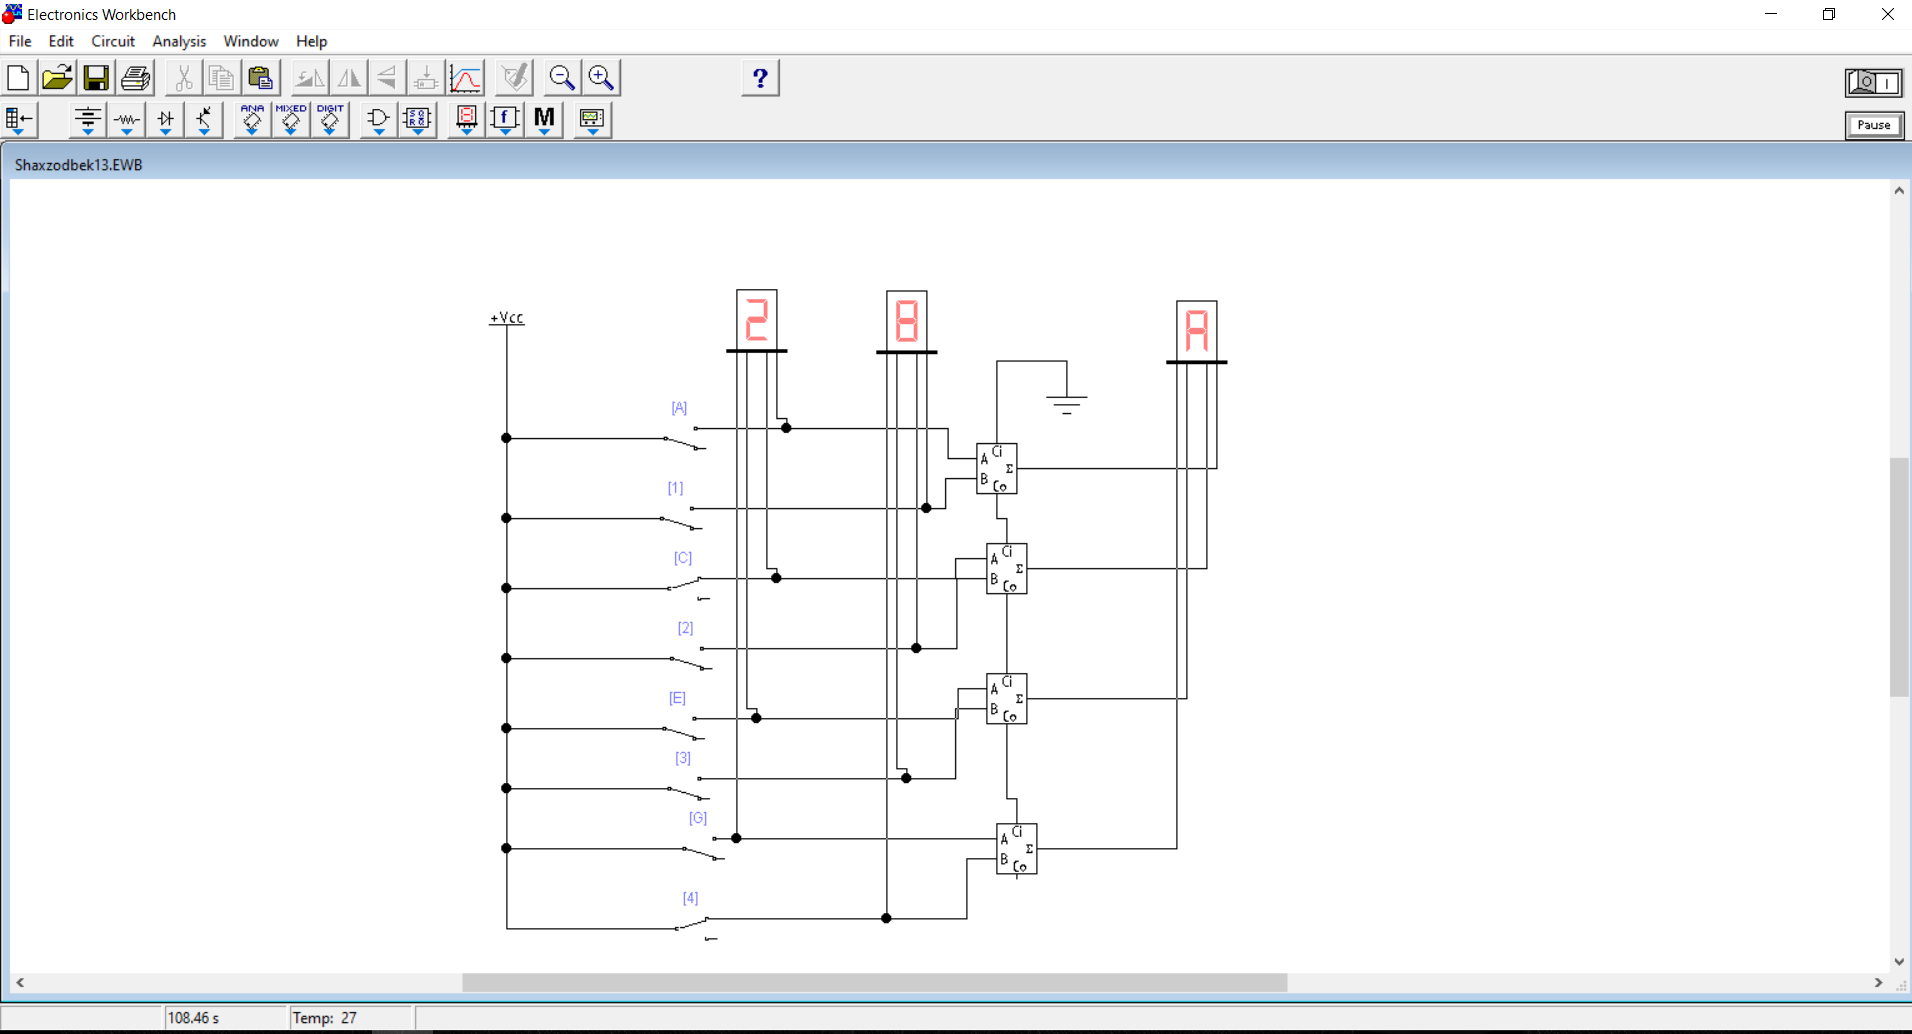 Electronics Workbench
File Edit Circuit Analysis Window Help
?
ANA MIXED DIGIT
f M
Pause
Shaxzodbek13.EWB
2 8 A
+Vcc
[A]
Ci
A Σ
B Co
[1]
[C]
Ci
A Σ
B Co
[2]
[E]
Ci
A Σ
B Co
[3]
[G]
Ci
A Σ
B Co
[4]
108.46 s Temp: 27